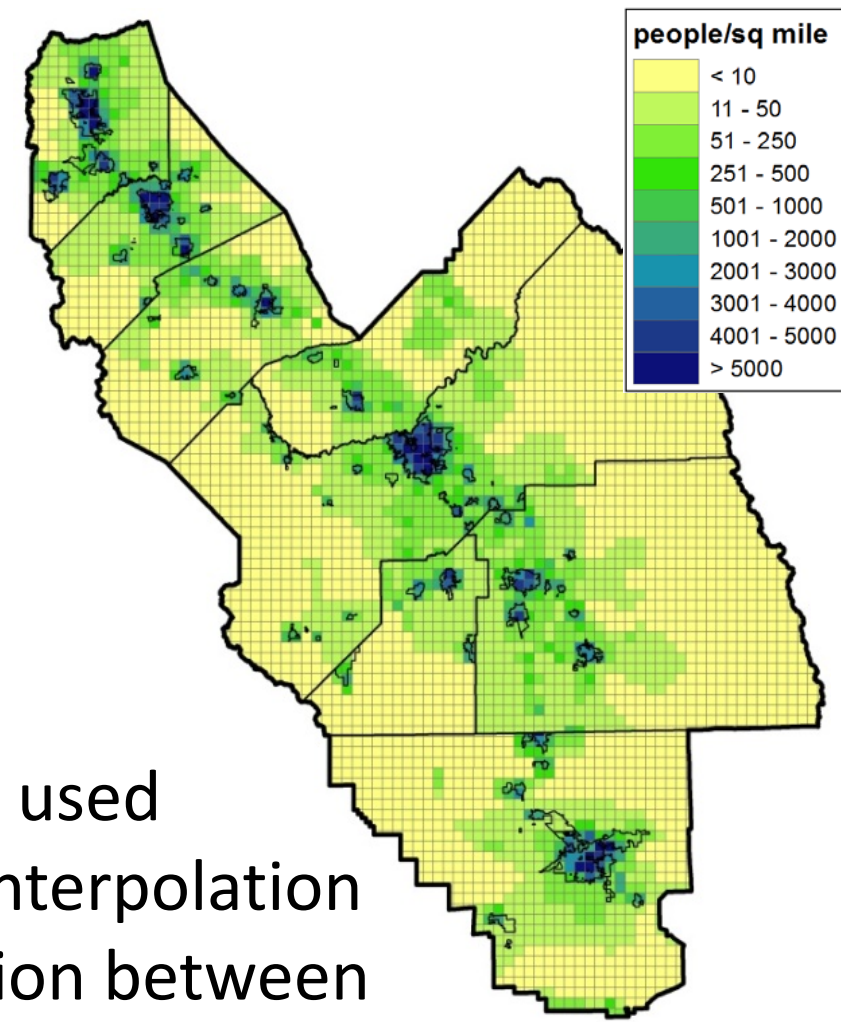 people/sq mile
< 10
11 - 50
51 - 250
251 - 500
501 - 1000
1001 - 2000
2001 - 3000
3001 - 4000
4001 - 5000
> 5000
used
nterpolation
ion between